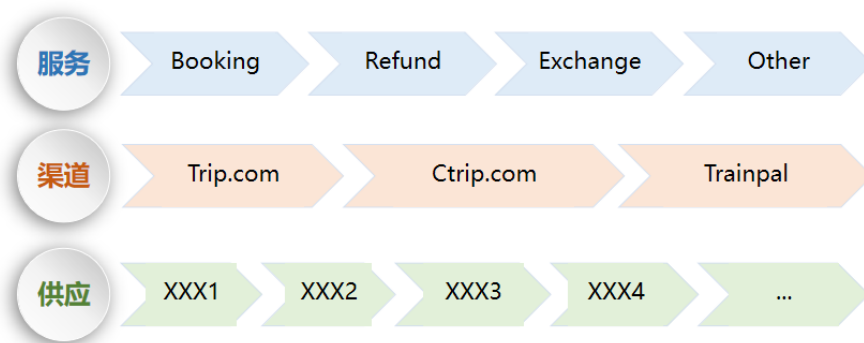 服务 Booking Refund Exchange Other
渠道 Trip.com Ctrip.com Trainpal
供应 XXX1 XXX2 XXX3 XXX4 ...